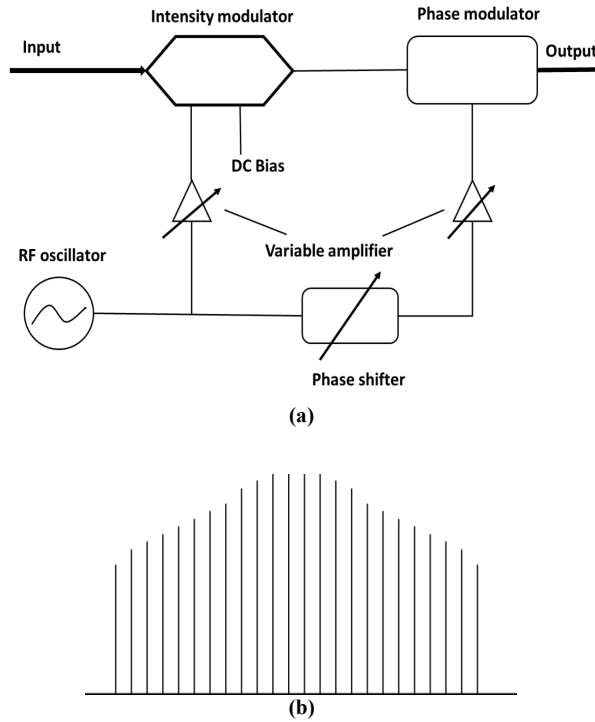 Intensity modulator
Phase modulator
Input
Output
DC Bias
Variable amplifier
RF oscillator
Phase shifter
(a)
(b)